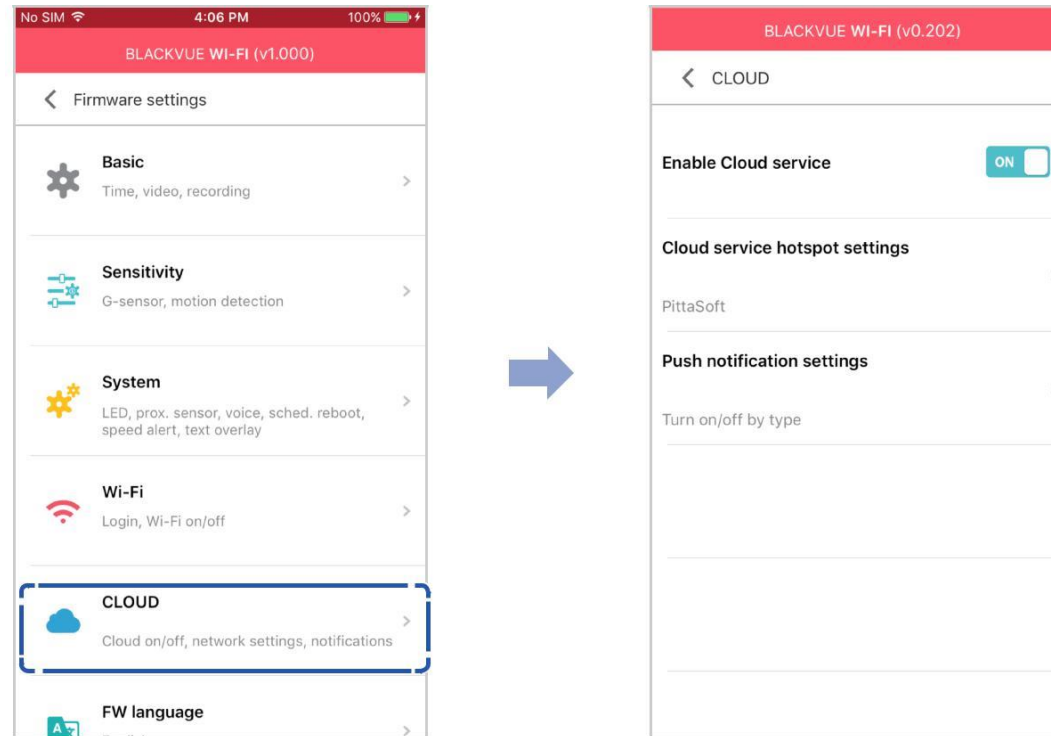 No SIM 4:06 PM 100%
BLACKVUE WI-FI (v1.000)
Firmware settings
Basic
Time, video, recording
Sensitivity
G-sensor, motion detection
System
LED, prox. sensor, voice, sched. reboot,
speed alert, text overlay
Wi-Fi
Login, Wi-Fi on/off
CLOUD
Cloud on/off, network settings, notifications
FW language
BLACKVUE WI-FI (v0.202)
CLOUD
Enable Cloud service ON
Cloud service hotspot settings
PittaSoft
Push notification settings
Turn on/off by type